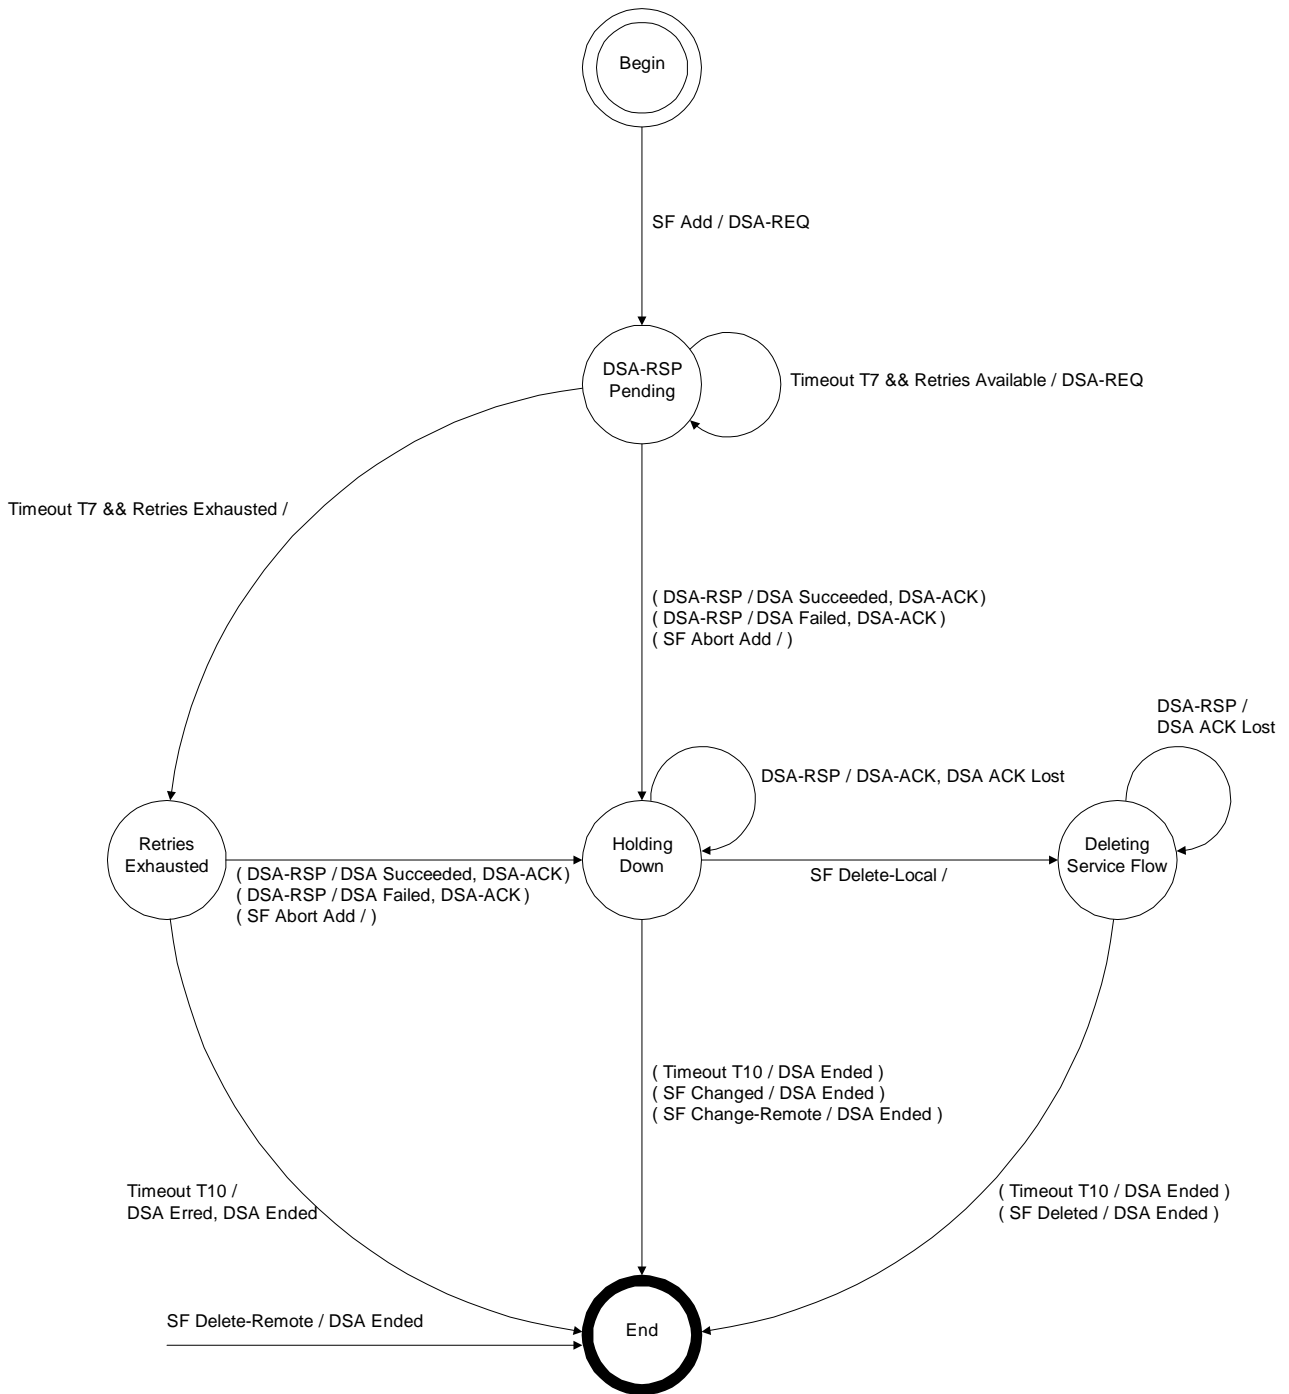 Begin
SF Add / DSA-REQ
DSA-RSP
Pending
Timeout T7 && Retries Available / DSA-REQ
Timeout T7 && Retries Exhausted /
( DSA-RSP / DSA Succeeded, DSA-ACK )
( DSA-RSP / DSA Failed, DSA-ACK )
( SF Abort Add / )
DSA-RSP /
DSA ACK Lost
DSA-RSP / DSA-ACK, DSA ACK Lost
Retries
Exhausted
Holding
Down
Deleting
Service Flow
( DSA-RSP / DSA Succeeded, DSA-ACK )
( DSA-RSP / DSA Failed, DSA-ACK )
( SF Abort Add / )
SF Delete-Local /
( Timeout T10 / DSA Ended )
( SF Changed / DSA Ended )
( SF Change-Remote / DSA Ended )
Timeout T10 /
DSA Erred, DSA Ended
( Timeout T10 / DSA Ended )
( SF Deleted / DSA Ended )
SF Delete-Remote / DSA Ended
End